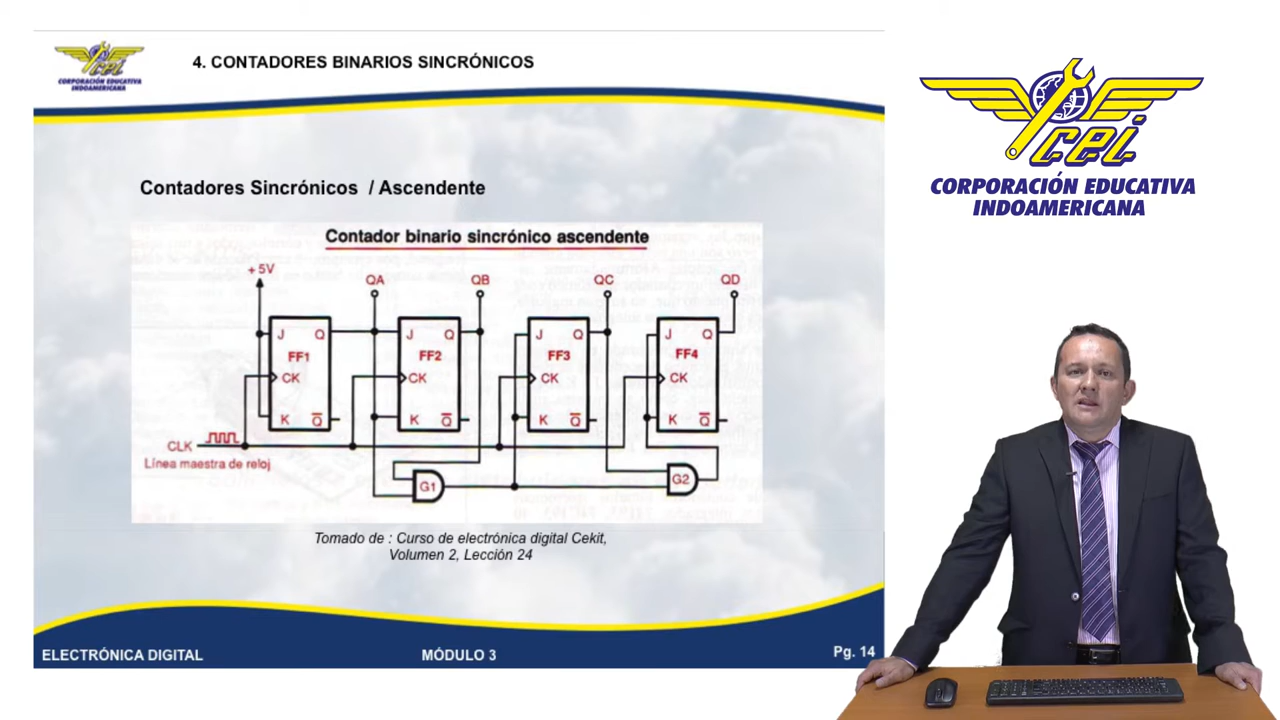 cei
CORPORACIÓN EDUCATIVA
INDOAMERICANA
4. CONTADORES BINARIOS SINCRÓNICOS
Contadores Sincrónicos / Ascendente
Contador binario sincrónico ascendente
+5V
QA
QB
QC
QD
J Q
J Q
J Q
J Q
FF1
FF2
FF3
FF4
CK
CK
CK
CK
K Q̅
K Q̅
K Q̅
K Q̅
CLK
Línea maestra de reloj
G1
G2
Tomado de : Curso de electrónica digital Cekit,
Volumen 2, Lección 24
ELECTRÓNICA DIGITAL
MÓDULO 3
Pg. 14
cei
CORPORACIÓN EDUCATIVA
INDOAMERICANA